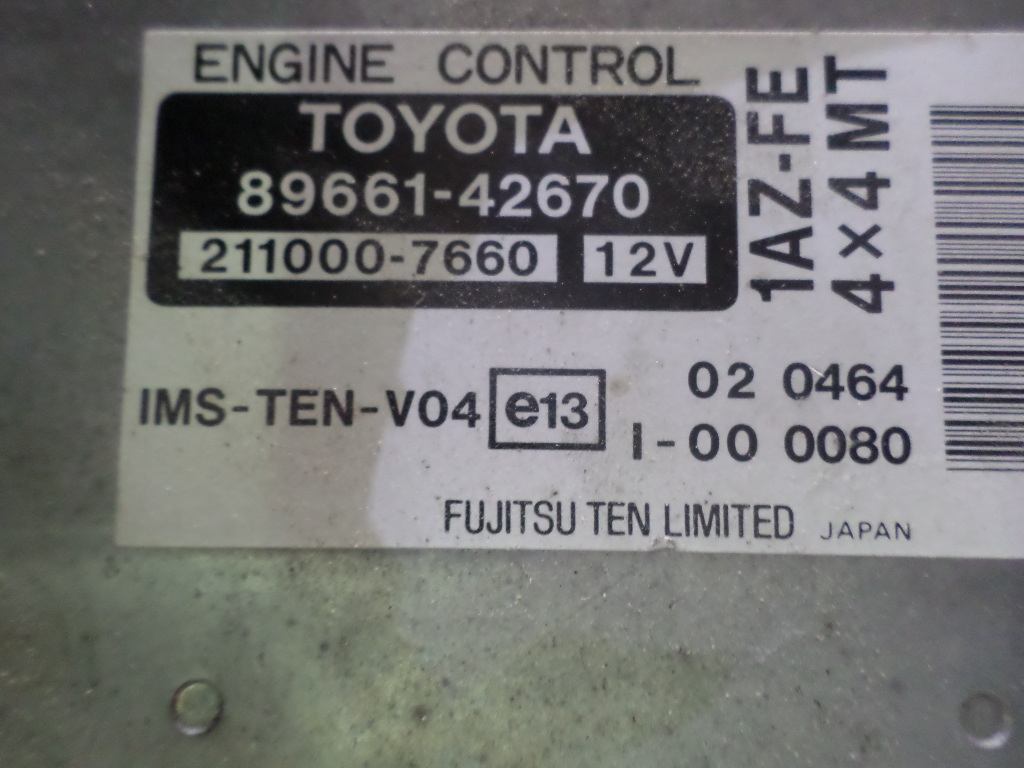 ENGINE CONTROL
TOYOTA
89661-42670
211000-7660 12V
1AZ-FE
4×4 MT
IMS-TEN-V04 e13 02 0464
I-00 0080
FUJITSU TEN LIMITED JAPAN